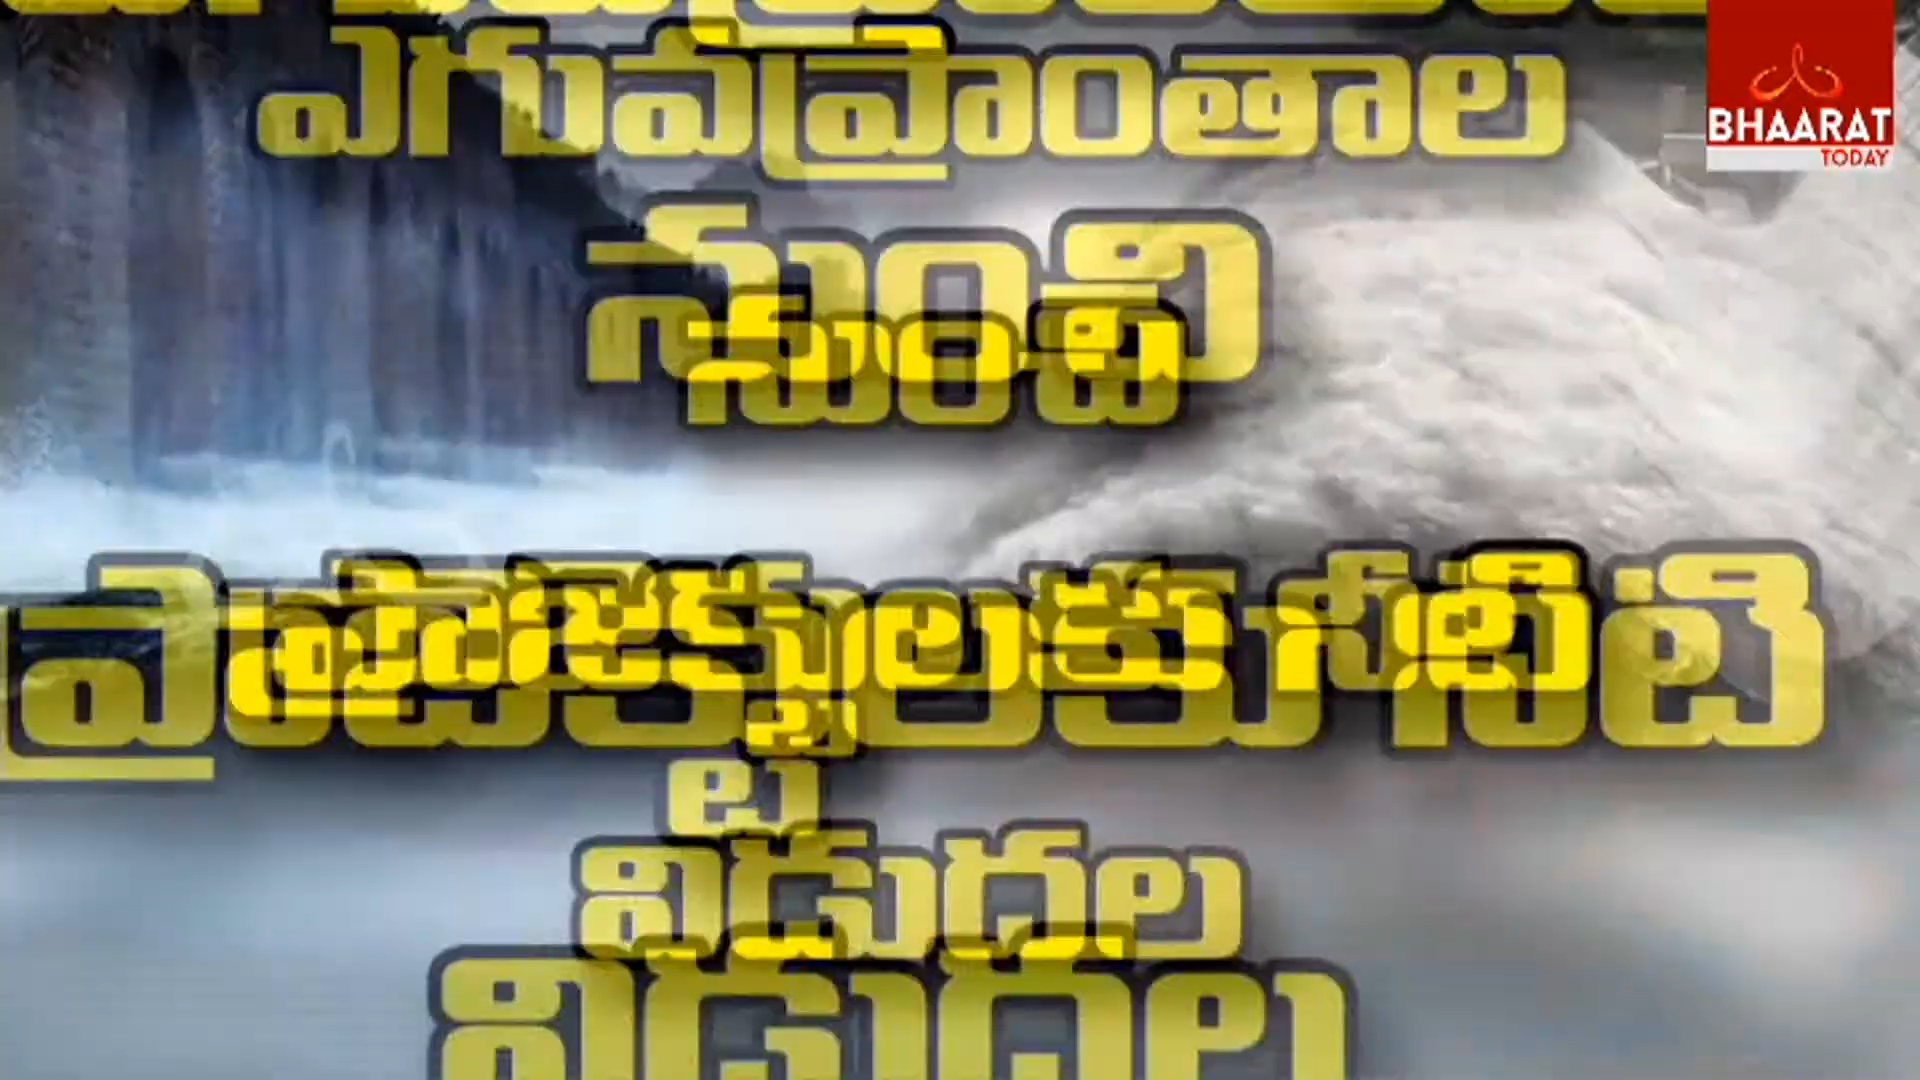 ఎగువప్రాంతాల
BHAARAT
TODAY
నుంచి
ప్రాజెక్టులకు నీటి
విడుదల